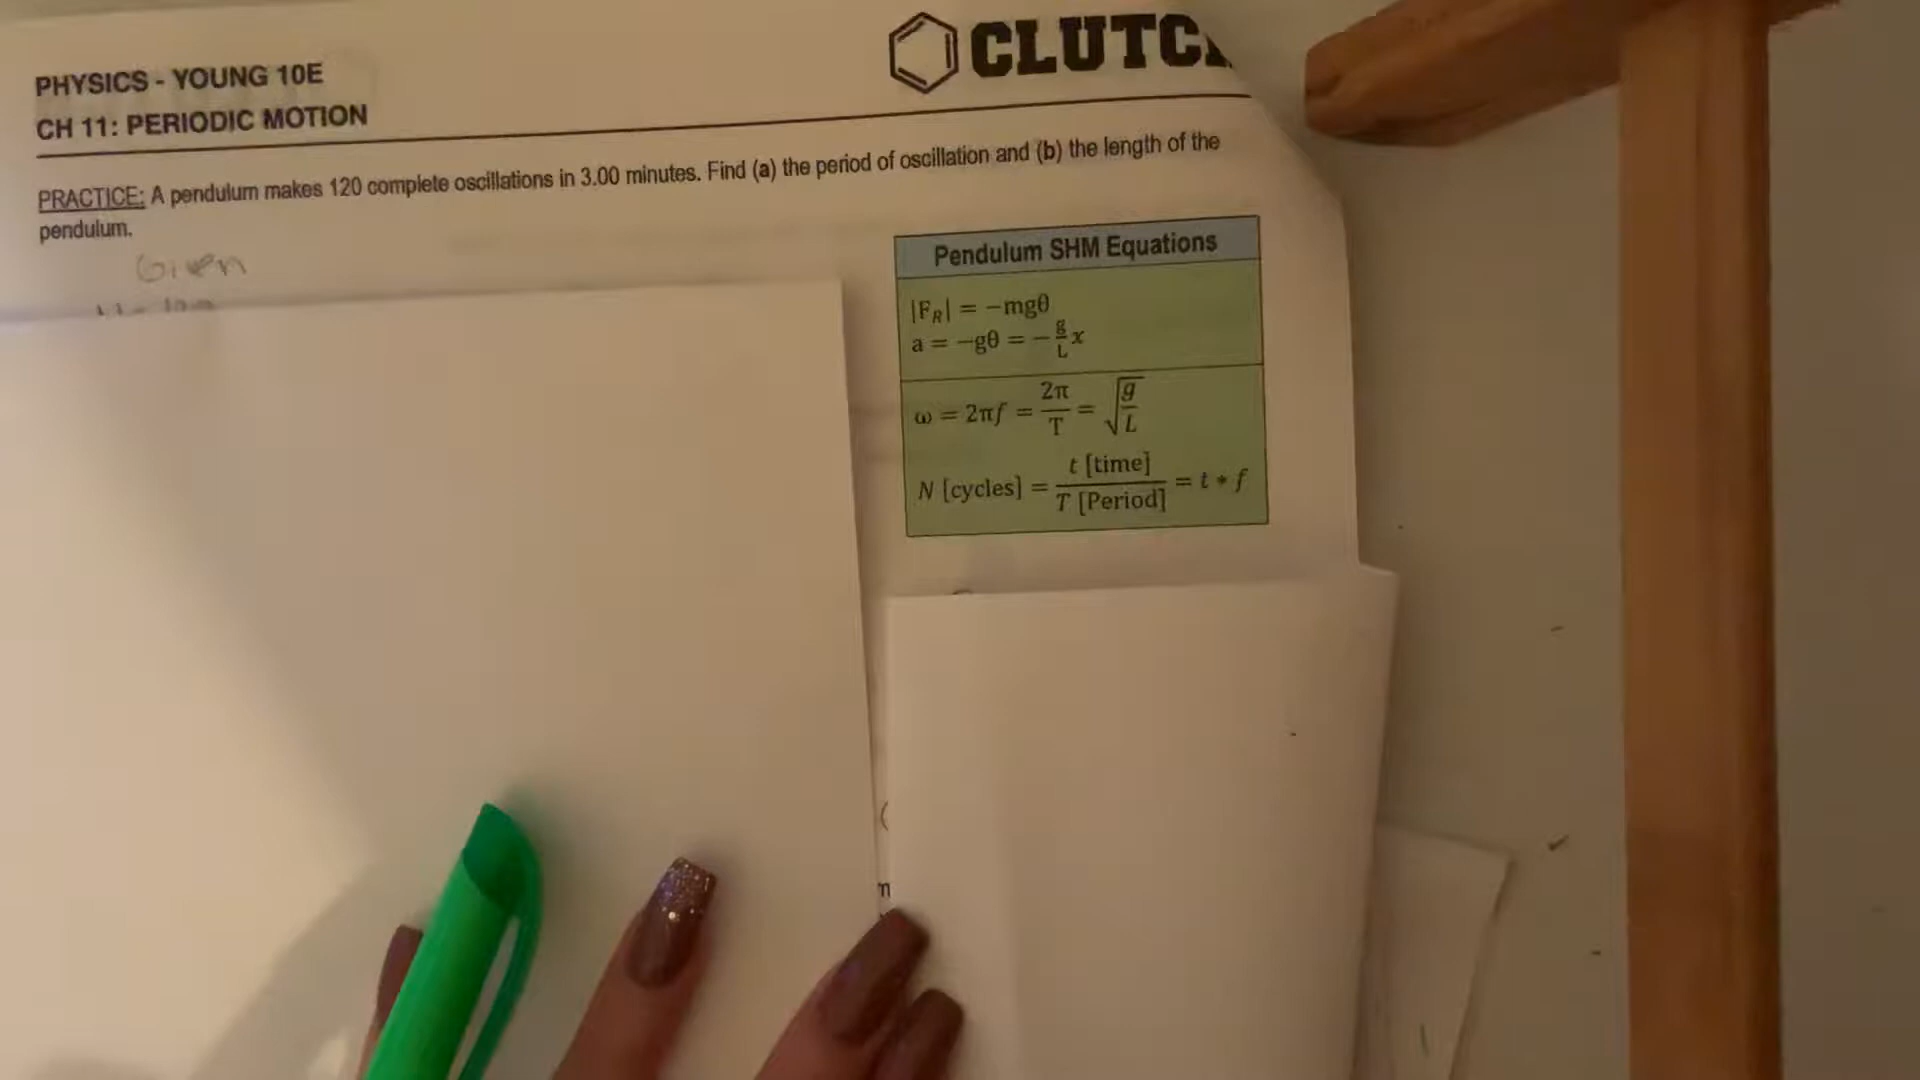 CLUTC
PHYSICS - YOUNG 10E
CH 11: PERIODIC MOTION
PRACTICE: A pendulum makes 120 complete oscillations in 3.00 minutes. Find (a) the period of oscillation and (b) the length of the
pendulum.
Given
Pendulum SHM Equations
|F_R| = −mgθ
a = −gθ = −g/L x
ω = 2πf = 2π/T = √(g/L)
N [cycles] = t [time]/T [Period] = t * f
m